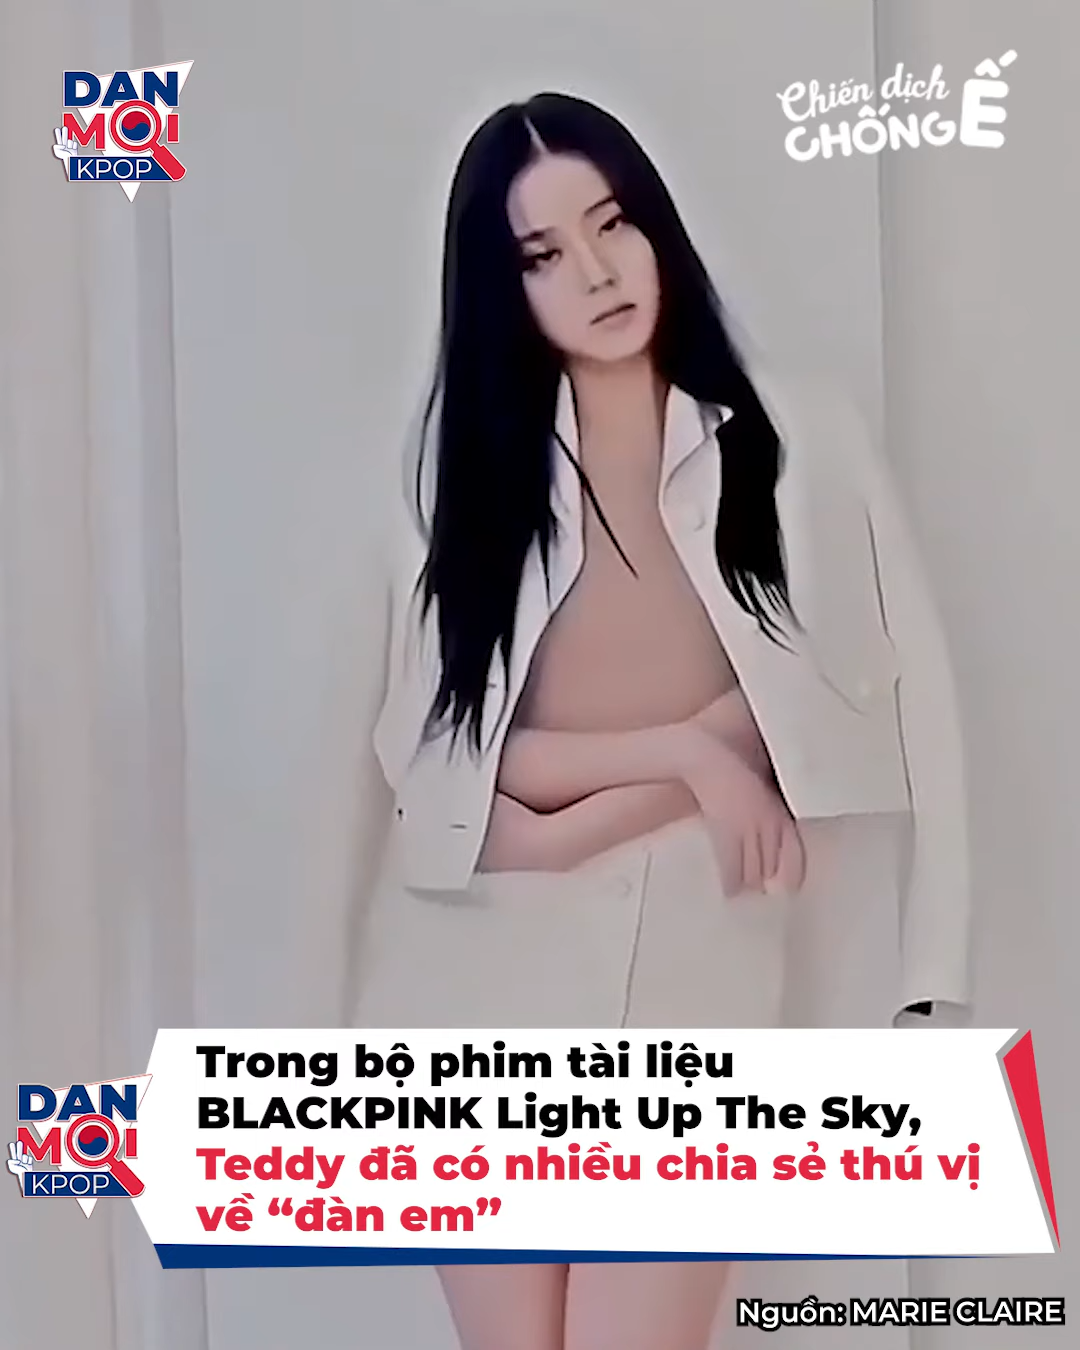 DAN
MOI
KPOP
Chiến dịch
CHỐNG Ế
Trong bộ phim tài liệu
BLACKPINK Light Up The Sky,
Teddy đã có nhiều chia sẻ thú vị
về “đàn em”
DAN
MOI
KPOP
Nguồn: MARIE CLAIRE